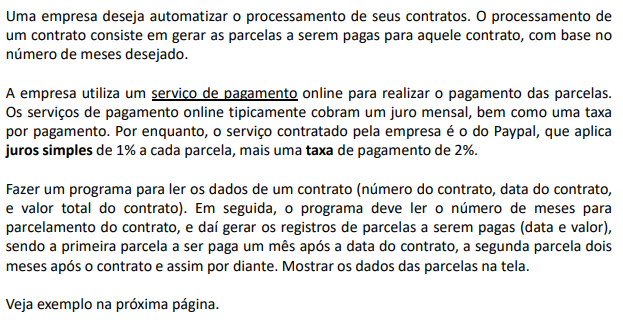 Uma empresa deseja automatizar o processamento de seus contratos. O processamento de
um contrato consiste em gerar as parcelas a serem pagas para aquele contrato, com base no
número de meses desejado.
A empresa utiliza um serviço de pagamento online para realizar o pagamento das parcelas.
Os serviços de pagamento online tipicamente cobram um juro mensal, bem como uma taxa
por pagamento. Por enquanto, o serviço contratado pela empresa é o do Paypal, que aplica
juros simples de 1% a cada parcela, mais uma taxa de pagamento de 2%.
Fazer um programa para ler os dados de um contrato (número do contrato, data do contrato,
e valor total do contrato). Em seguida, o programa deve ler o número de meses para
parcelamento do contrato, e daí gerar os registros de parcelas a serem pagas (data e valor),
sendo a primeira parcela a ser paga um mês após a data do contrato, a segunda parcela dois
meses após o contrato e assim por diante. Mostrar os dados das parcelas na tela.
Veja exemplo na próxima página.